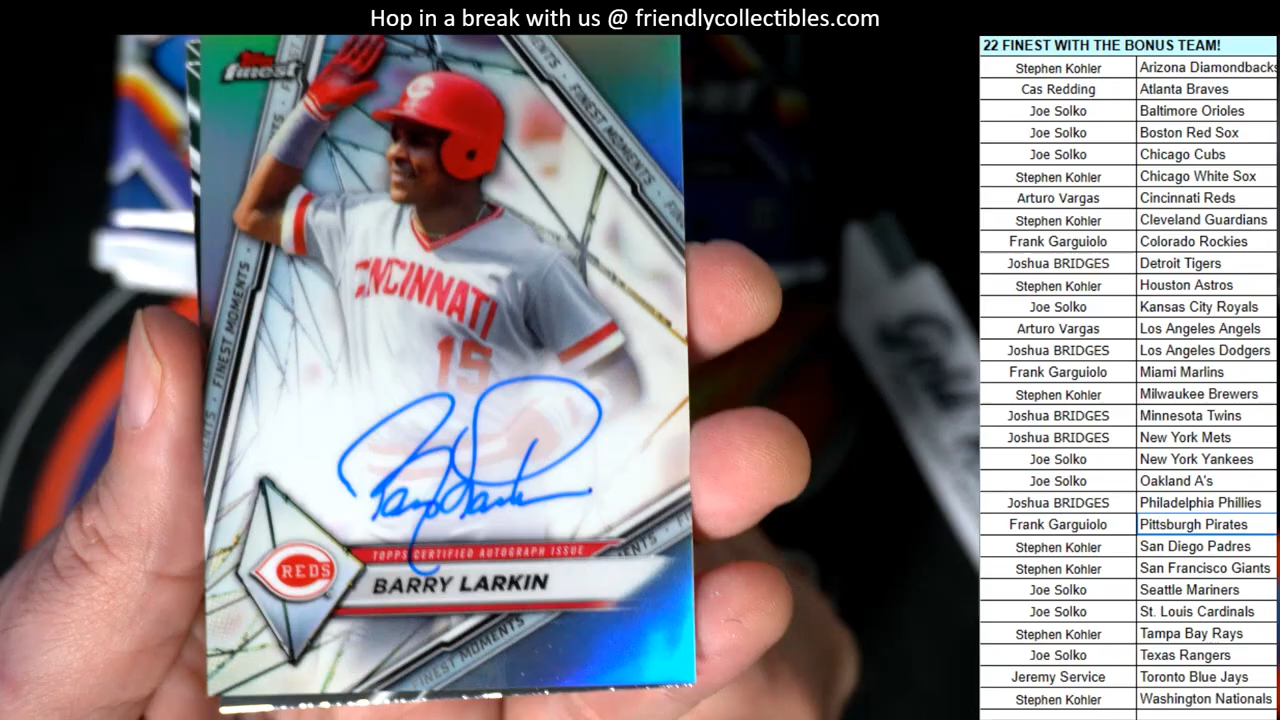 Hop in a break with us @ friendlycollectibles.com
22 FINEST WITH THE BONUS TEAM!
Stephen Kohler Arizona Diamondbacks
Cas Redding Atlanta Braves
Joe Solko Baltimore Orioles
Joe Solko Boston Red Sox
Joe Solko Chicago Cubs
Stephen Kohler Chicago White Sox
Arturo Vargas Cincinnati Reds
Stephen Kohler Cleveland Guardians
Frank Garguiolo Colorado Rockies
Joshua BRIDGES Detroit Tigers
Stephen Kohler Houston Astros
Joe Solko Kansas City Royals
Arturo Vargas Los Angeles Angels
Joshua BRIDGES Los Angeles Dodgers
Frank Garguiolo Miami Marlins
Stephen Kohler Milwaukee Brewers
Joshua BRIDGES Minnesota Twins
Joshua BRIDGES New York Mets
Joe Solko New York Yankees
Joe Solko Oakland A's
Joshua BRIDGES Philadelphia Phillies
Frank Garguiolo Pittsburgh Pirates
Stephen Kohler San Diego Padres
Stephen Kohler San Francisco Giants
Joe Solko Seattle Mariners
Joe Solko St. Louis Cardinals
Stephen Kohler Tampa Bay Rays
Joe Solko Texas Rangers
Jeremy Service Toronto Blue Jays
Stephen Kohler Washington Nationals
Topps
finest
FINEST MOMENTS
FINEST MOMENTS
C
CINCINNATI
15
Barry Larkin
TOPPS CERTIFIED AUTOGRAPH ISSUE
REDS
BARRY LARKIN
FINEST MOMENTS